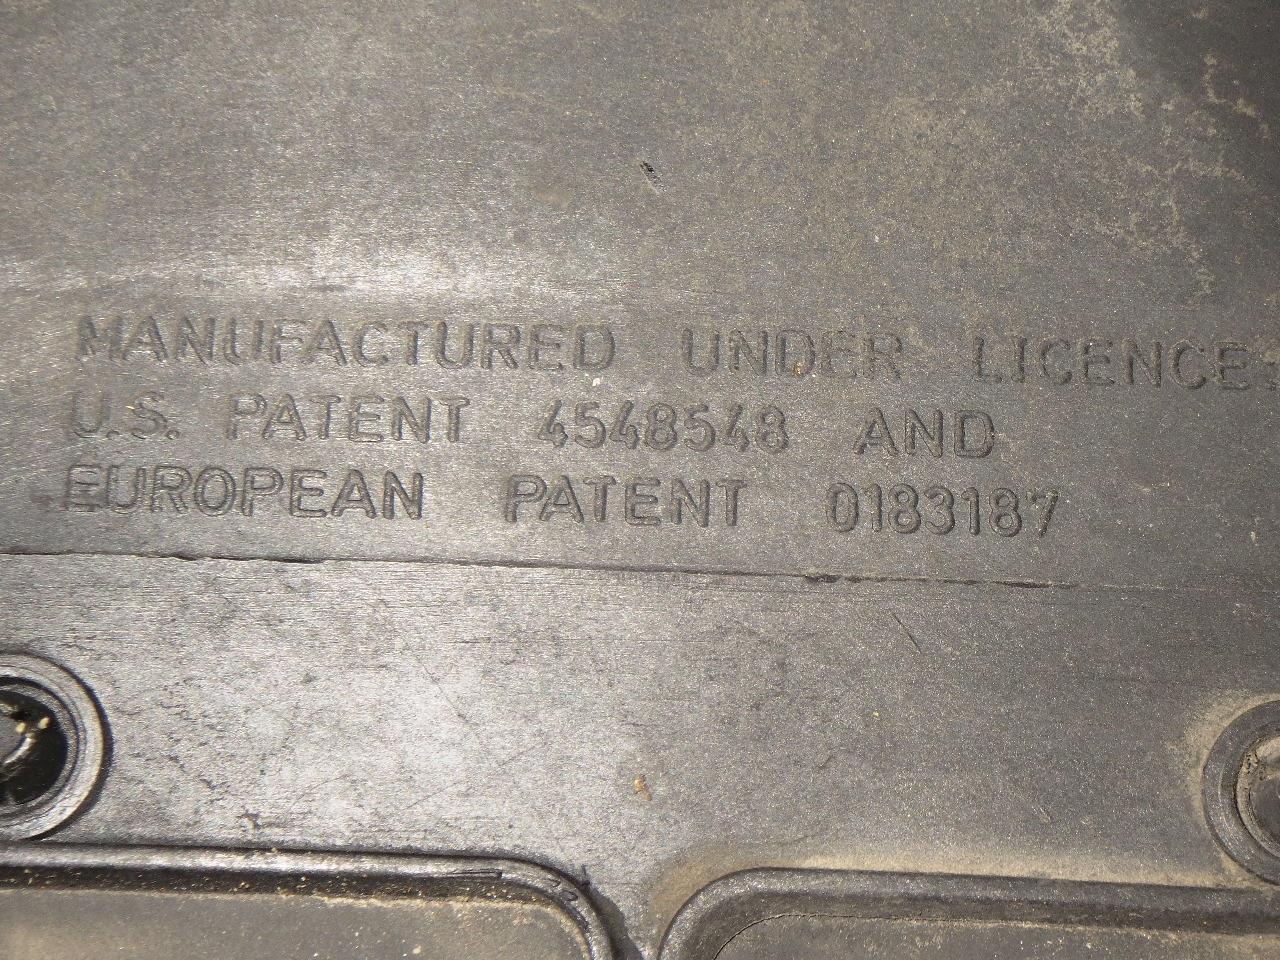 MANUFACTURED UNDER LICENCE:
U.S. PATENT 4548548 AND
EUROPEAN PATENT 0183187